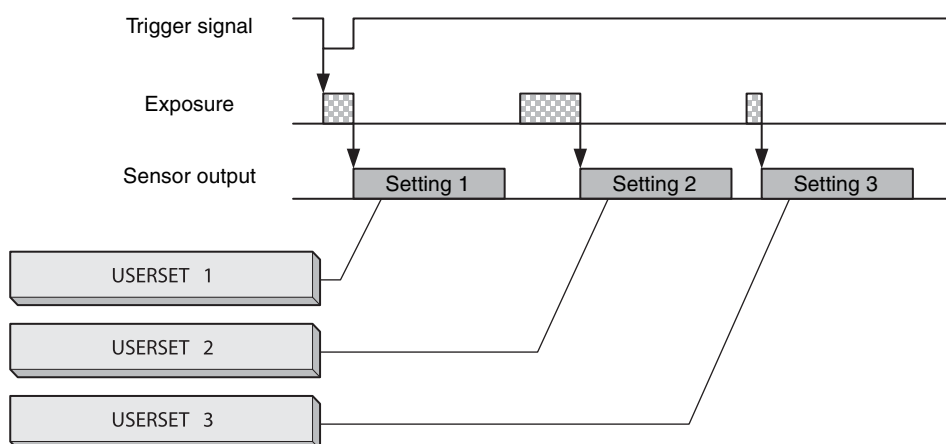 Trigger signal
Exposure
Sensor output
Setting 1
Setting 2
Setting 3
USERSET 1
USERSET 2
USERSET 3